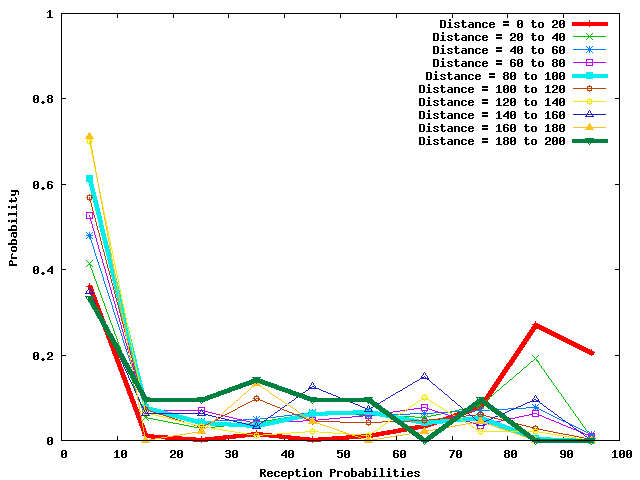 Distance = 0 to 20
Distance = 20 to 40
Distance = 40 to 60
Distance = 60 to 80
Distance = 80 to 100
Distance = 100 to 120
Distance = 120 to 140
Distance = 140 to 160
Distance = 160 to 180
Distance = 180 to 200
1
0.8
0.6
0.4
0.2
0
Probability
0 10 20 30 40 50 60 70 80 90 100
Reception Probabilities